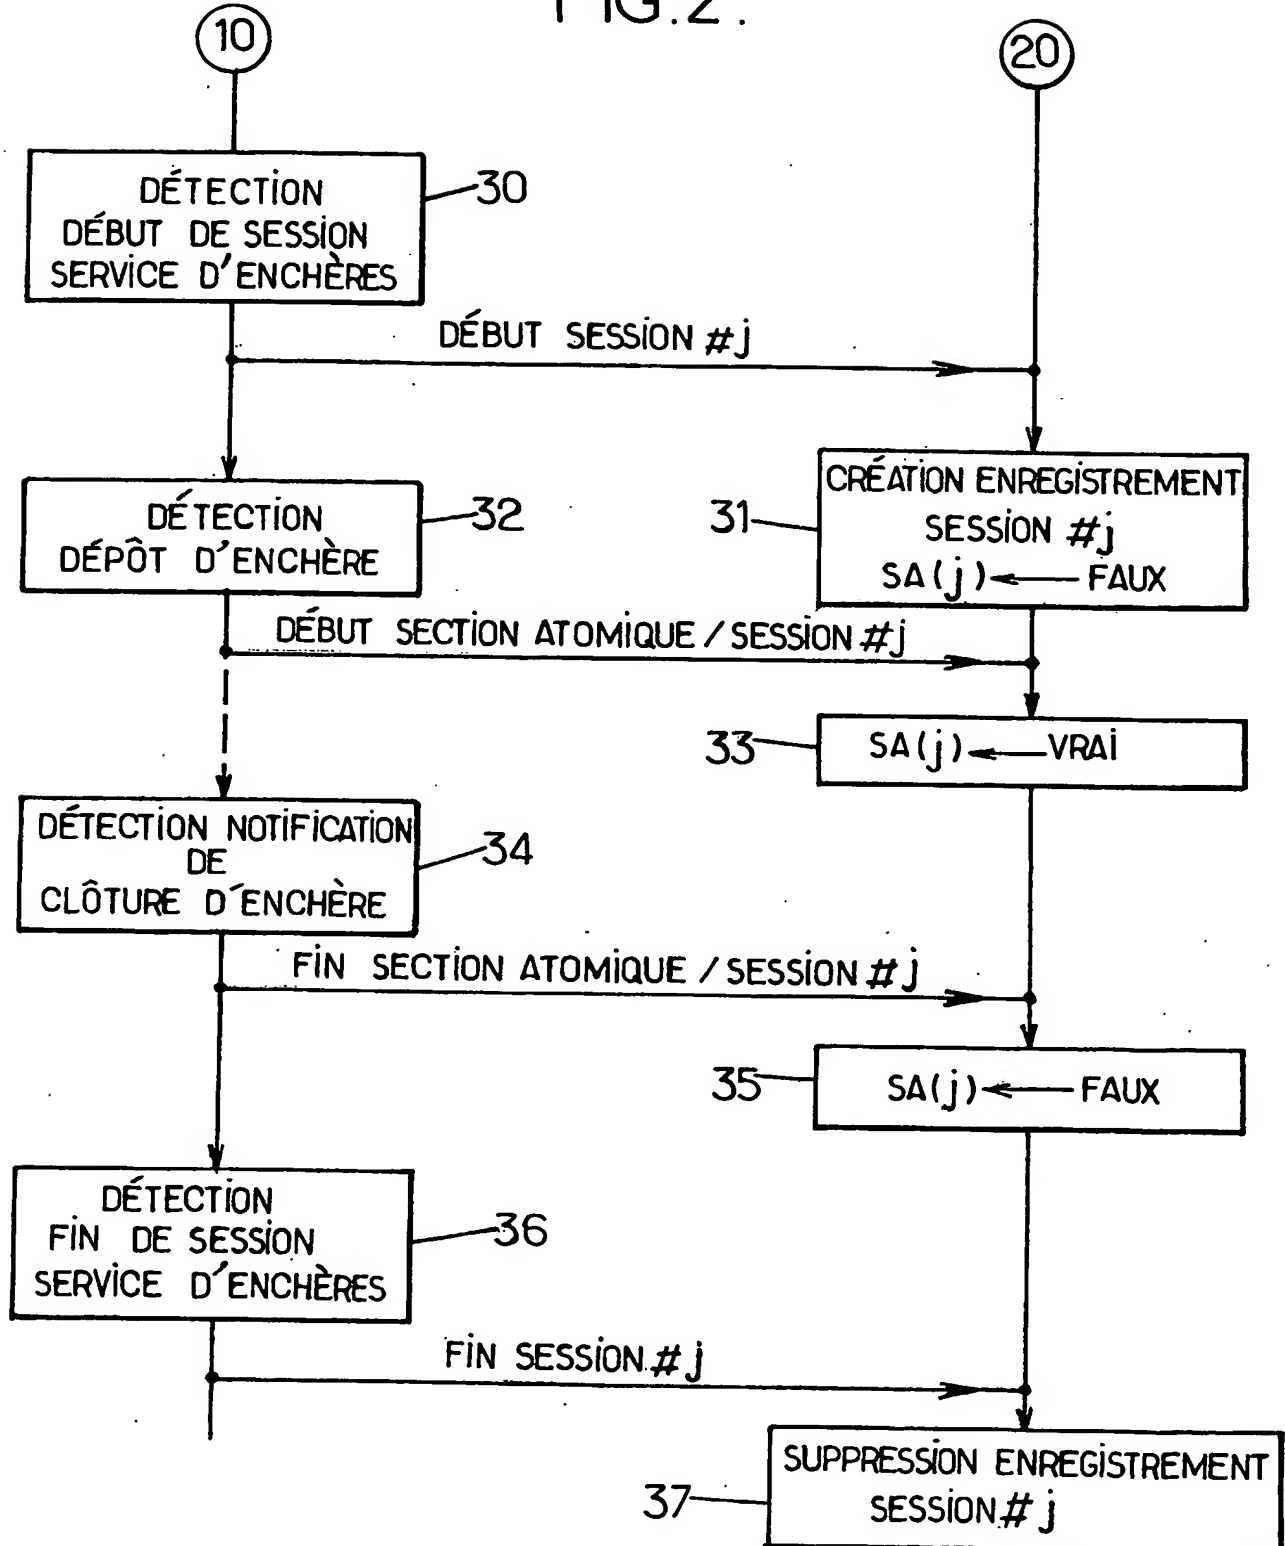 FIG.2.
10
20
DÉTECTION
DÉBUT DE SESSION
SERVICE D'ENCHÈRES
30
DÉBUT SESSION #j
DÉTECTION
DÉPÔT D'ENCHÈRE
32
31
CRÉATION ENREGISTREMENT
SESSION #j
SA(j) ← FAUX
DÉBUT SECTION ATOMIQUE / SESSION #j
33
SA(j) ← VRAI
DÉTECTION NOTIFICATION
DE
CLÔTURE D'ENCHÈRE
34
FIN SECTION ATOMIQUE / SESSION #j
35
SA(j) ← FAUX
DÉTECTION
FIN DE SESSION
SERVICE D'ENCHÈRES
36
FIN SESSION #j
37
SUPPRESSION ENREGISTREMENT
SESSION #j